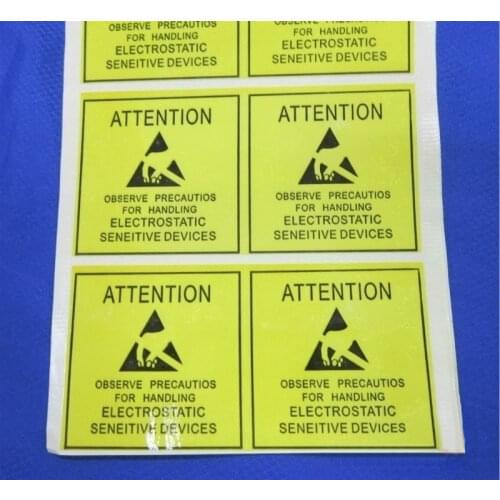 OBSERVE PRECAUTIOS OBSERVE PRECAUTIOS
FOR HANDLING FOR HANDLING
ELECTROSTATIC ELECTROSTATIC
SENEITIVE DEVICES SENEITIVE DEVICES
ATTENTION ATTENTION
OBSERVE PRECAUTIOS OBSERVE PRECAUTIOS
FOR HANDLING FOR HANDLING
ELECTROSTATIC ELECTROSTATIC
SENEITIVE DEVICES SENEITIVE DEVICES
ATTENTION ATTENTION
OBSERVE PRECAUTIOS OBSERVE PRECAUTIOS
FOR HANDLING FOR HANDLING
ELECTROSTATIC ELECTROSTATIC
SENEITIVE DEVICES SENEITIVE DEVICES